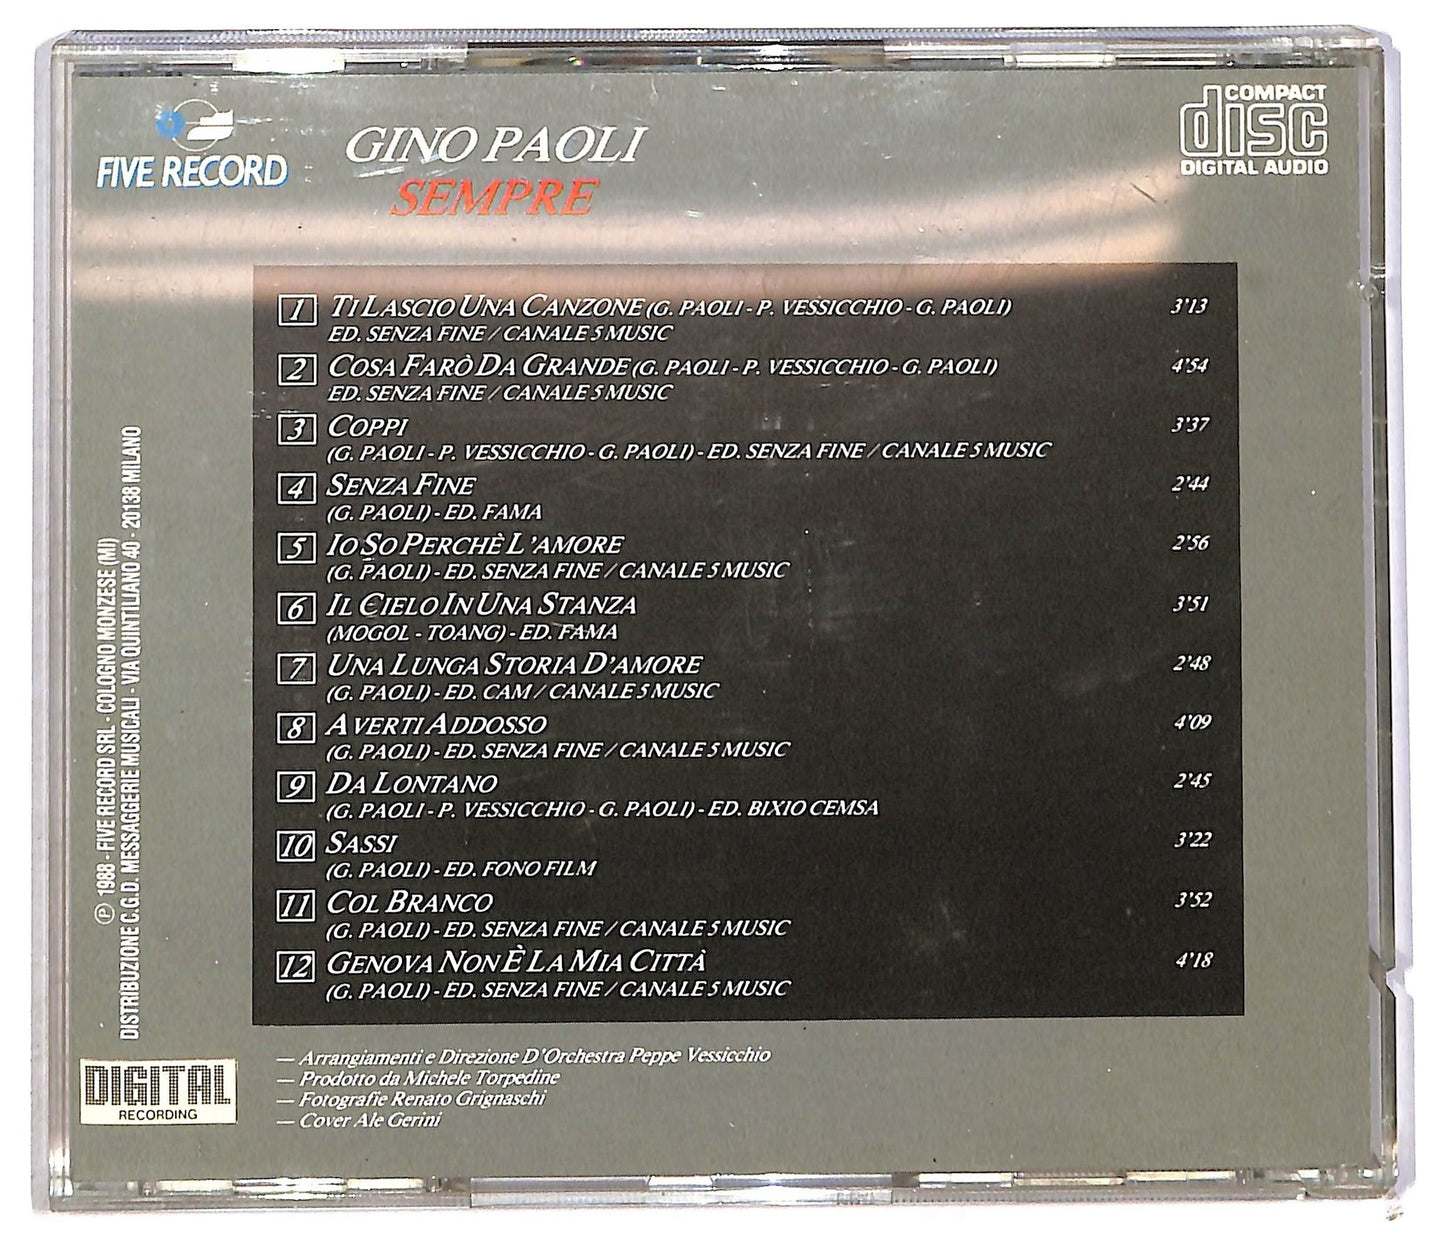 FIVE RECORD
GINO PAOLI
SEMPRE
COMPACT
disc
DIGITAL AUDIO
1 TI LASCIO UNA CANZONE (G. PAOLI - P. VESSICCHIO - G. PAOLI) 3'13
ED. SENZA FINE / CANALE 5 MUSIC
2 COSA FARÒ DA GRANDE (G. PAOLI - P. VESSICCHIO - G. PAOLI) 4'54
ED. SENZA FINE / CANALE 5 MUSIC
3 COPPI 3'37
(G. PAOLI - P. VESSICCHIO - G. PAOLI) - ED. SENZA FINE / CANALE 5 MUSIC
4 SENZA FINE 2'44
(G. PAOLI) - ED. FAMA
5 IO SO PERCHÈ L'AMORE 2'56
(G. PAOLI) - ED. SENZA FINE / CANALE 5 MUSIC
6 IL CIELO IN UNA STANZA 3'51
(MOGOL - TOANG) - ED. FAMA
7 UNA LUNGA STORIA D'AMORE 2'48
(G. PAOLI) - ED. CAM / CANALE 5 MUSIC
8 AVERTI ADDOSSO 4'09
(G. PAOLI) - ED. SENZA FINE / CANALE 5 MUSIC
9 DA LONTANO 2'45
(G. PAOLI - P. VESSICCHIO - G. PAOLI) - ED. BIXIO CEMSA
10 SASSI 3'22
(G. PAOLI) - ED. FONO FILM
11 COL BRANCO 3'52
(G. PAOLI) - ED. SENZA FINE / CANALE 5 MUSIC
12 GENOVA NON È LA MIA CITTÀ 4'18
(G. PAOLI) - ED. SENZA FINE / CANALE 5 MUSIC
— Arrangiamenti e Direzione D'Orchestra Peppe Vessicchio
— Prodotto da Michele Torpedine
— Fotografie Renato Grignaschi
— Cover Ale Gerini
℗ 1988 - FIVE RECORD SRL - COLOGNO MONZESE (MI)
DISTRIBUZIONE C.G.D. MESSAGGERIE MUSICALI - VIA QUINTILIANO 40 - 20138 MILANO
DIGITAL
RECORDING